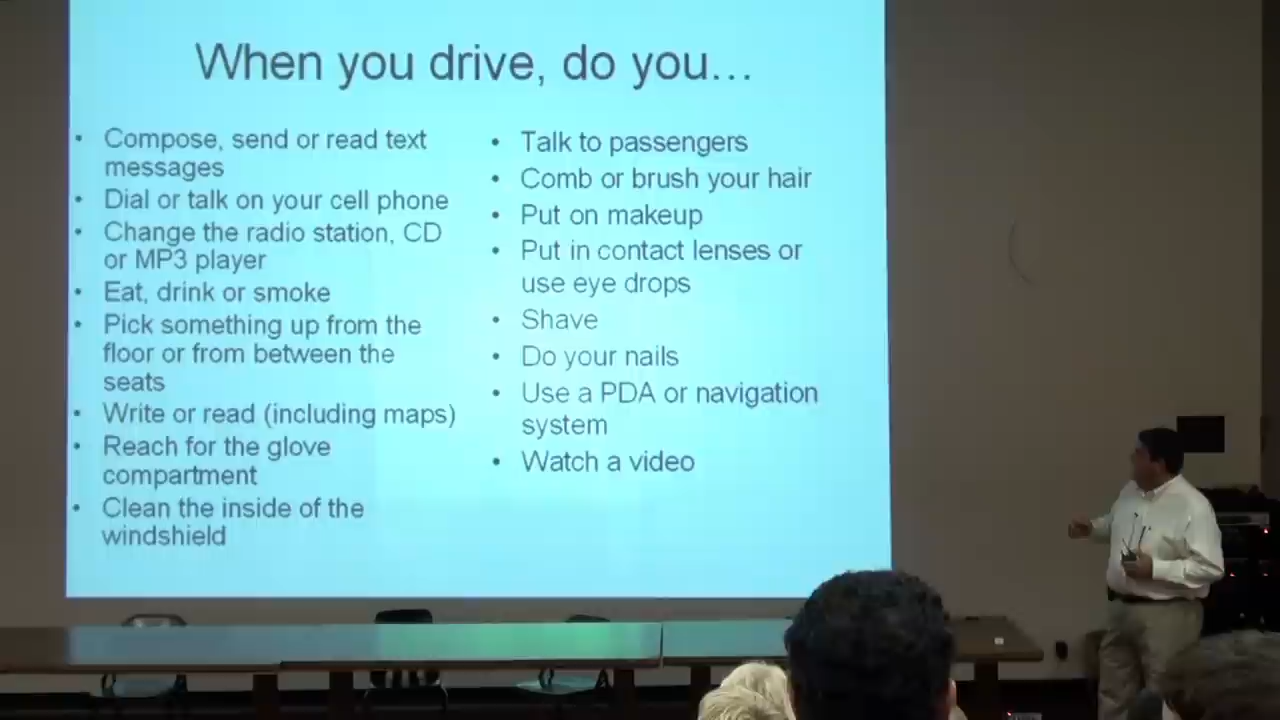 When you drive, do you...
• Compose, send or read text
messages
• Dial or talk on your cell phone
• Change the radio station, CD
or MP3 player
• Eat, drink or smoke
• Pick something up from the
floor or from between the
seats
• Write or read (including maps)
• Reach for the glove
compartment
• Clean the inside of the
windshield
• Talk to passengers
• Comb or brush your hair
• Put on makeup
• Put in contact lenses or
use eye drops
• Shave
• Do your nails
• Use a PDA or navigation
system
• Watch a video